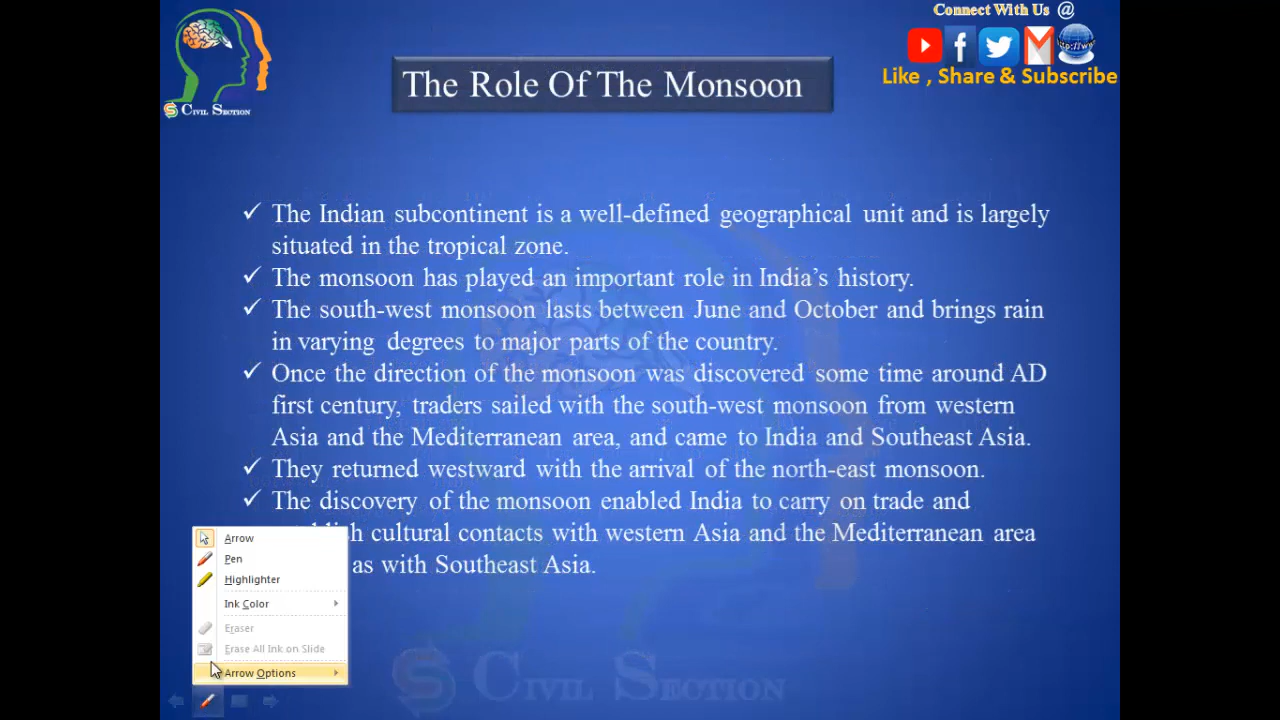 Connect With Us @
http://ww
Like , Share & Subscribe
CIVIL SECTION
The Role Of The Monsoon
✓ The Indian subcontinent is a well-defined geographical unit and is largely
situated in the tropical zone.
✓ The monsoon has played an important role in India’s history.
✓ The south-west monsoon lasts between June and October and brings rain
in varying degrees to major parts of the country.
✓ Once the direction of the monsoon was discovered some time around AD
first century, traders sailed with the south-west monsoon from western
Asia and the Mediterranean area, and came to India and Southeast Asia.
✓ They returned westward with the arrival of the north-east monsoon.
✓ The discovery of the monsoon enabled India to carry on trade and
cultural contacts with western Asia and the Mediterranean area
as with Southeast Asia.
Arrow
Pen
Highlighter
Ink Color
Eraser
Erase All Ink on Slide
Arrow Options
CIVIL SECTION